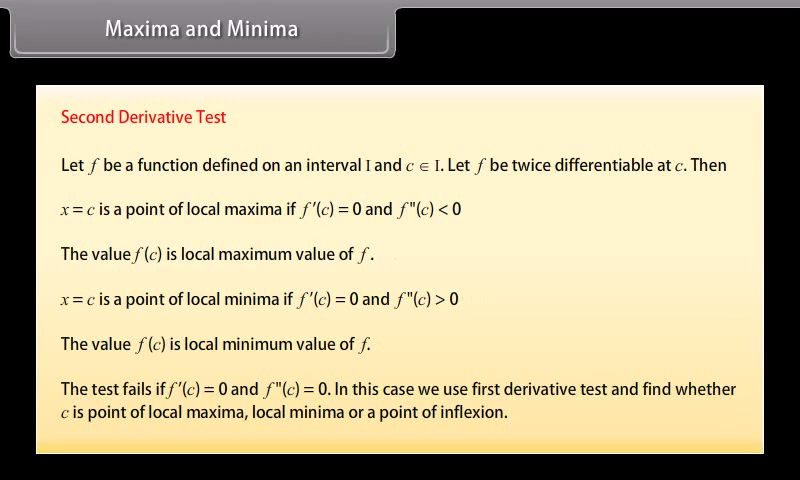 Maxima and Minima
Second Derivative Test
Let f be a function defined on an interval I and c ∈ I. Let f be twice differentiable at c. Then
x = c is a point of local maxima if f'(c) = 0 and f"(c) < 0
The value f (c) is local maximum value of f.
x = c is a point of local minima if f'(c) = 0 and f"(c) > 0
The value f (c) is local minimum value of f.
The test fails if f'(c) = 0 and f"(c) = 0. In this case we use first derivative test and find whether
c is point of local maxima, local minima or a point of inflexion.